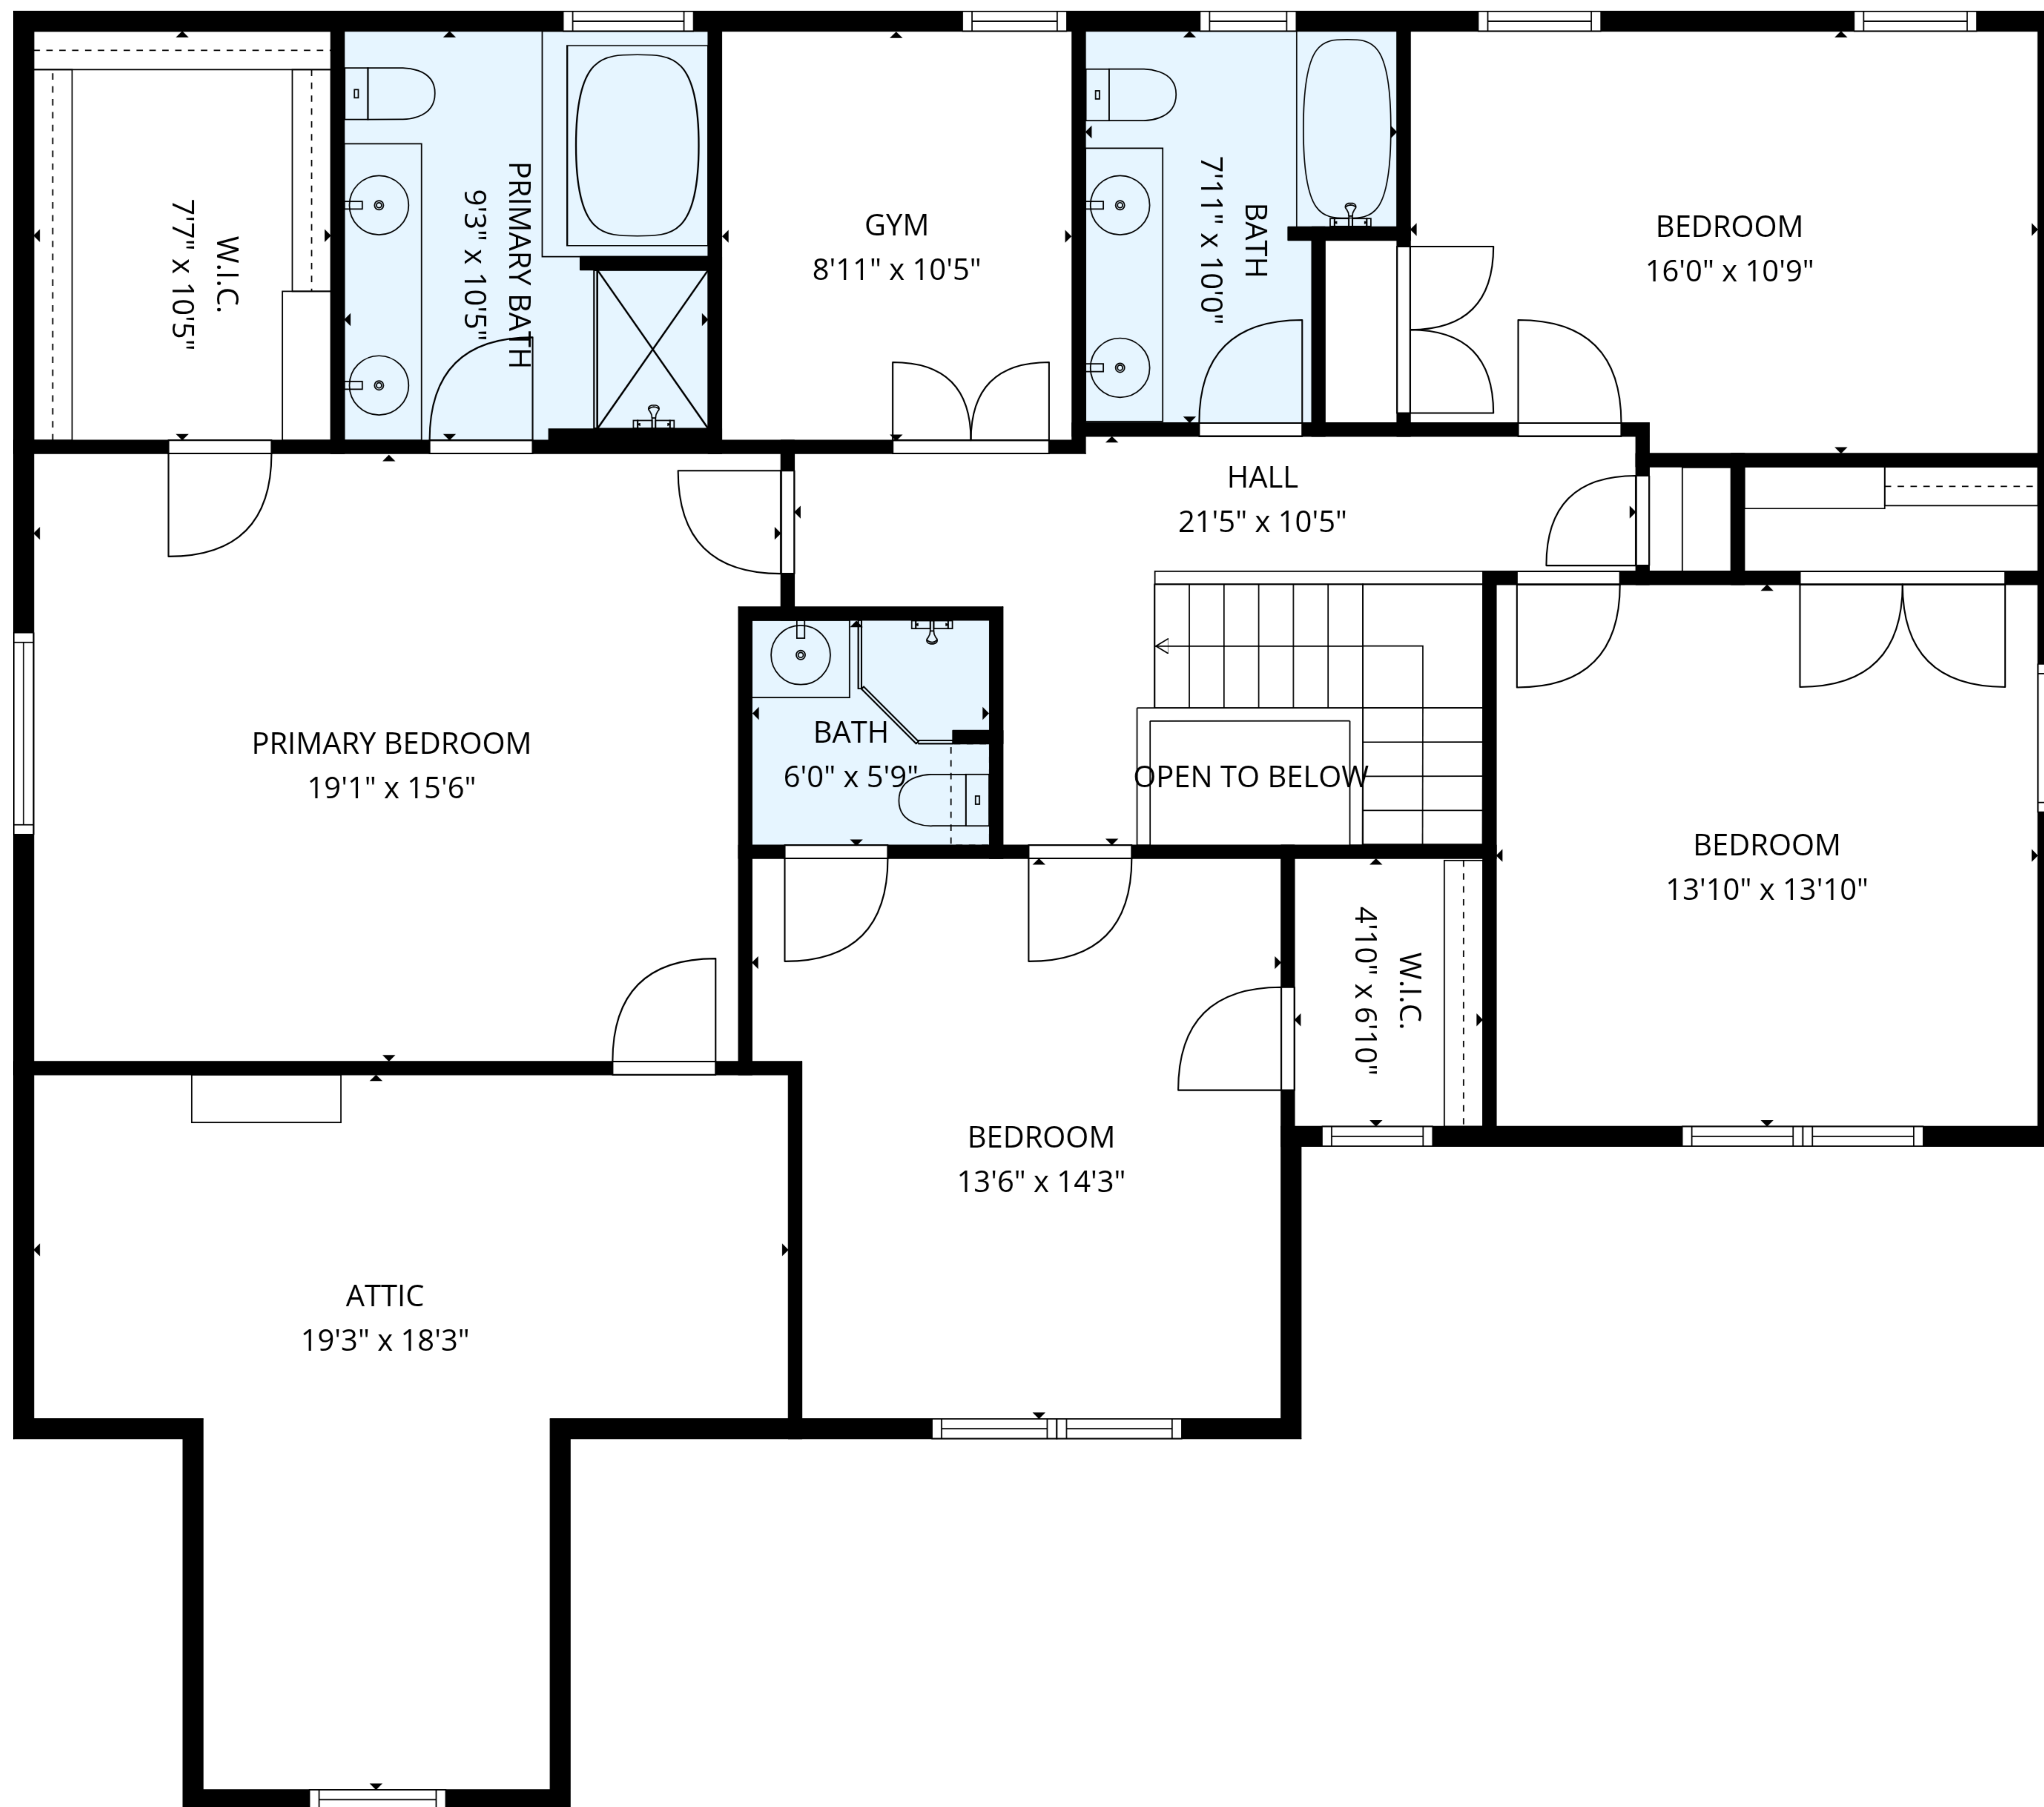 W.I.C.
7'7" x 10'5"
PRIMARY BATH
9'3" x 10'5"
GYM
8'11" x 10'5"
BATH
7'11" x 10'0"
BEDROOM
16'0" x 10'9"
HALL
21'5" x 10'5"
PRIMARY BEDROOM
19'1" x 15'6"
BATH
6'0" x 5'9"
OPEN TO BELOW
BEDROOM
13'10" x 13'10"
W.I.C.
4'10" x 6'10"
BEDROOM
13'6" x 14'3"
ATTIC
19'3" x 18'3"